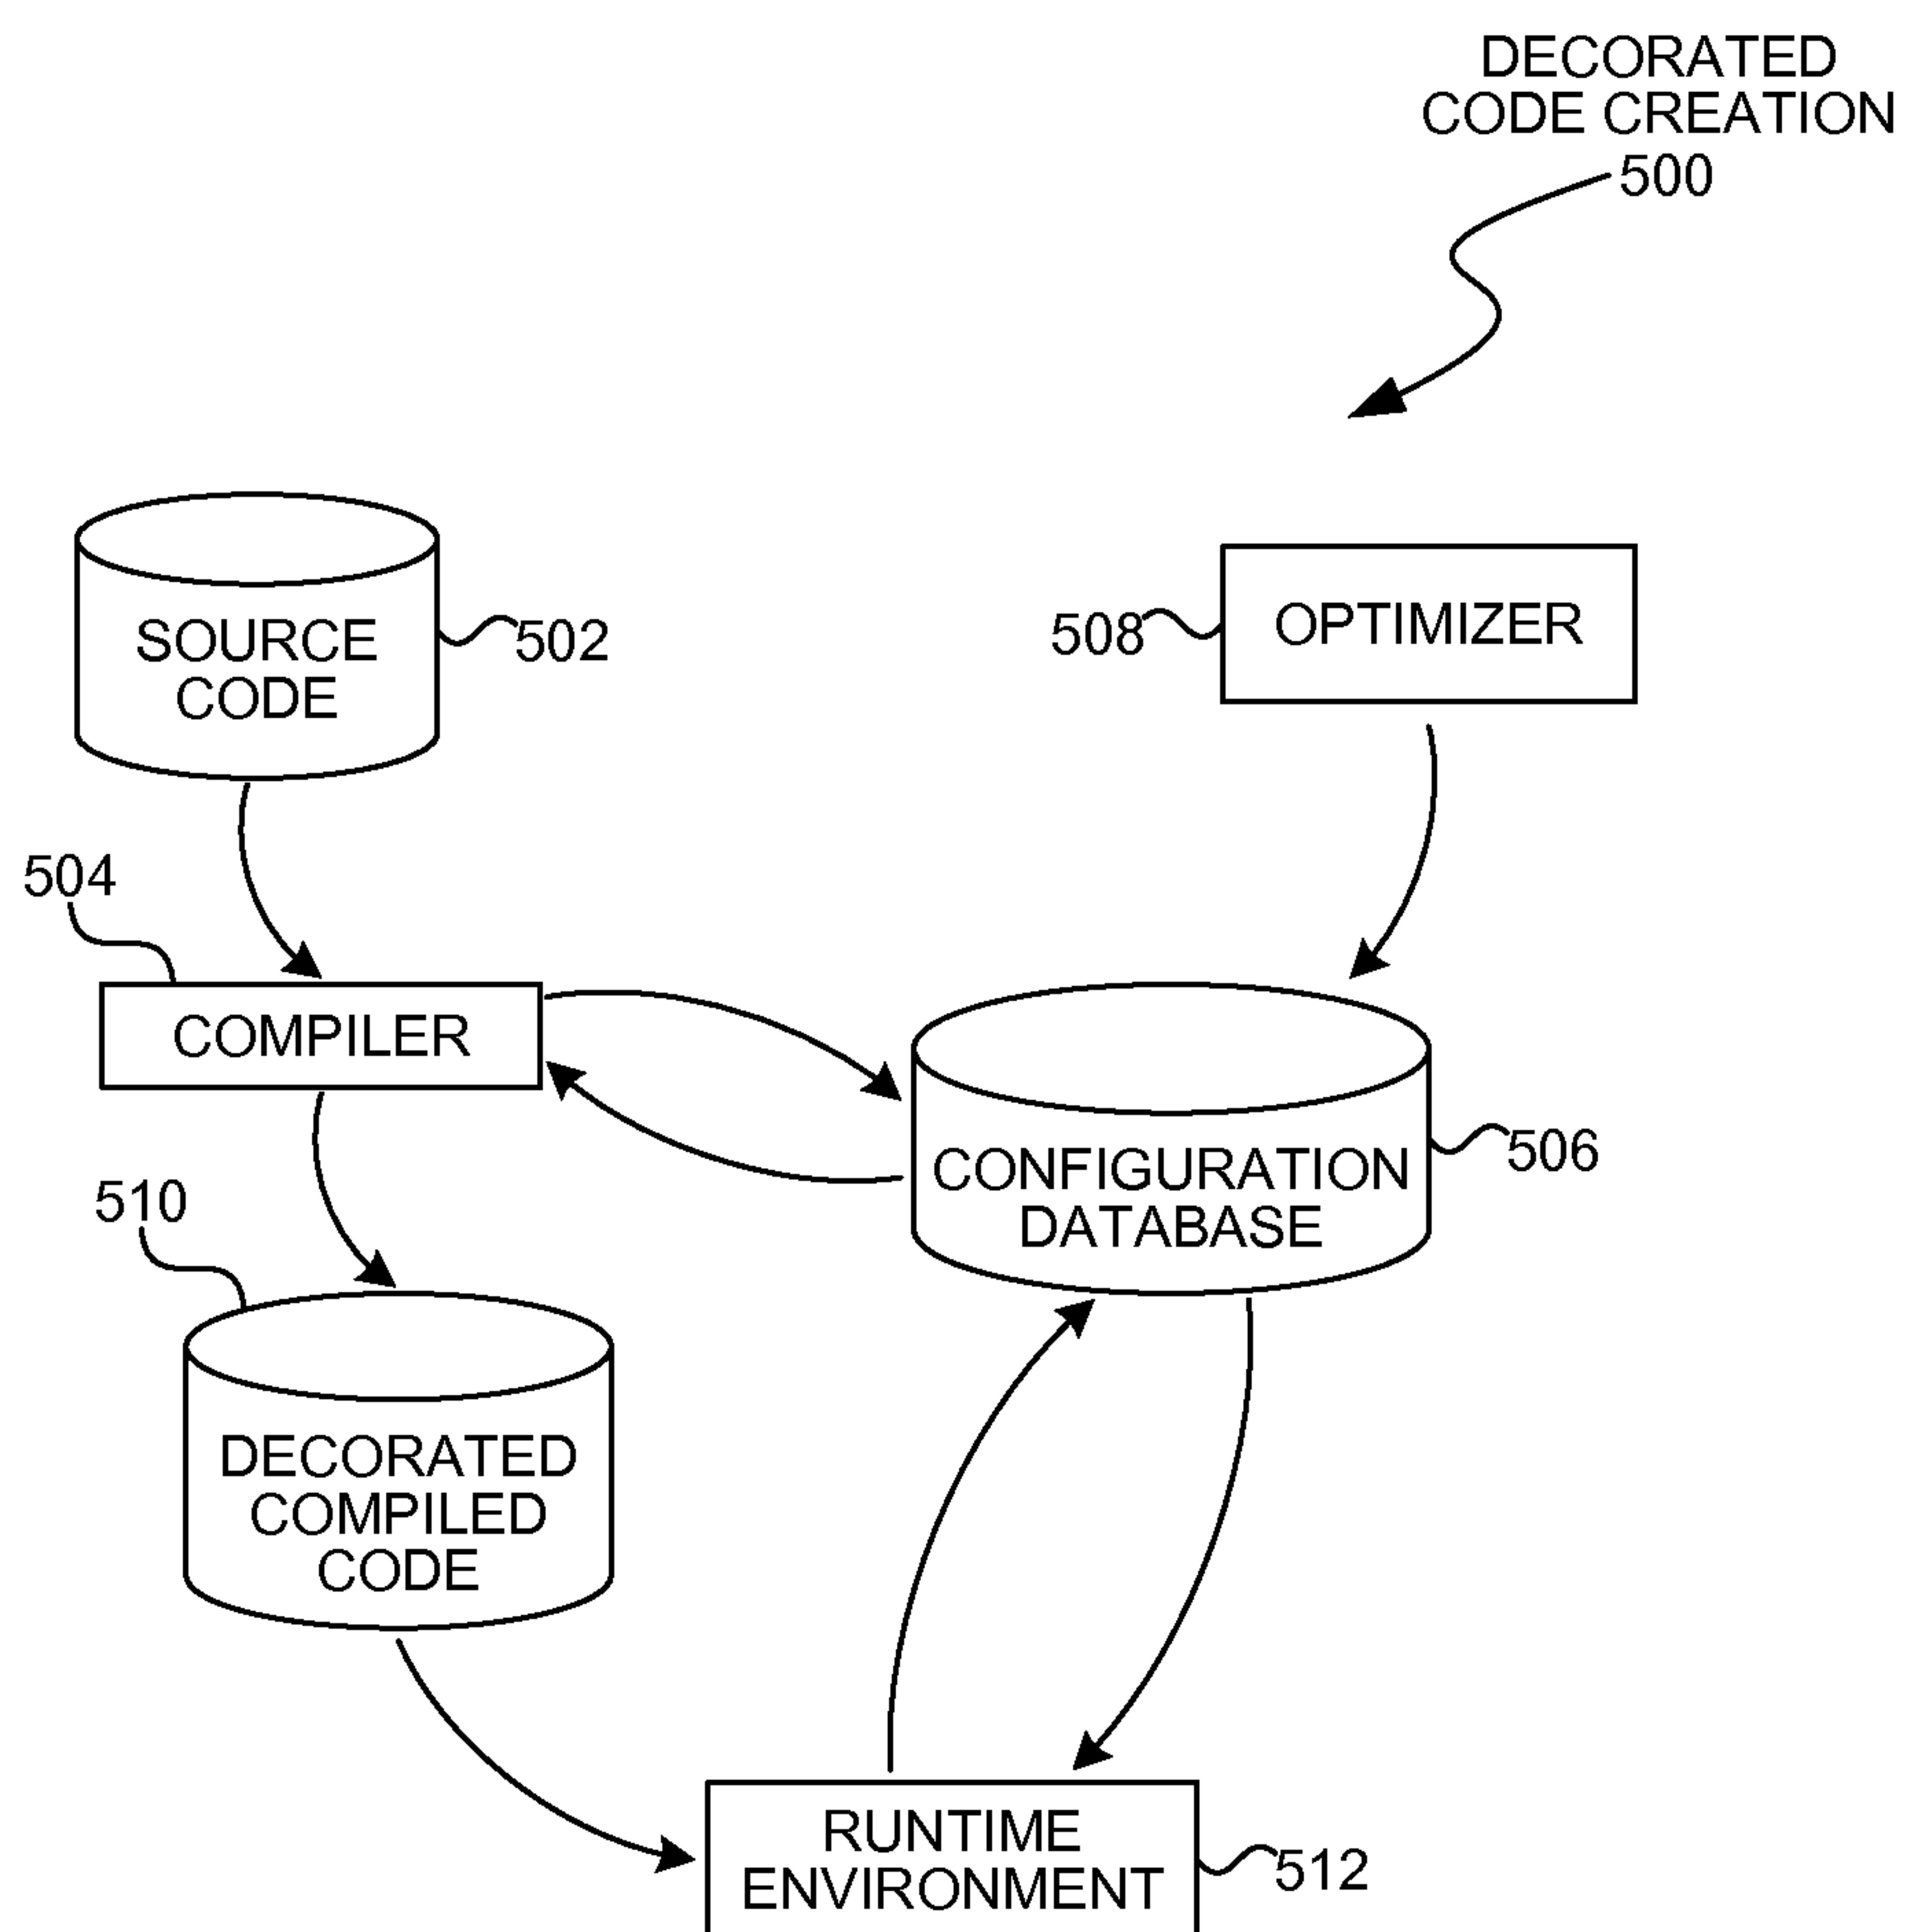 DECORATED
CODE CREATION
500
SOURCE
CODE
502
508
OPTIMIZER
504
COMPILER
CONFIGURATION
DATABASE
506
510
DECORATED
COMPILED
CODE
RUNTIME
ENVIRONMENT
512